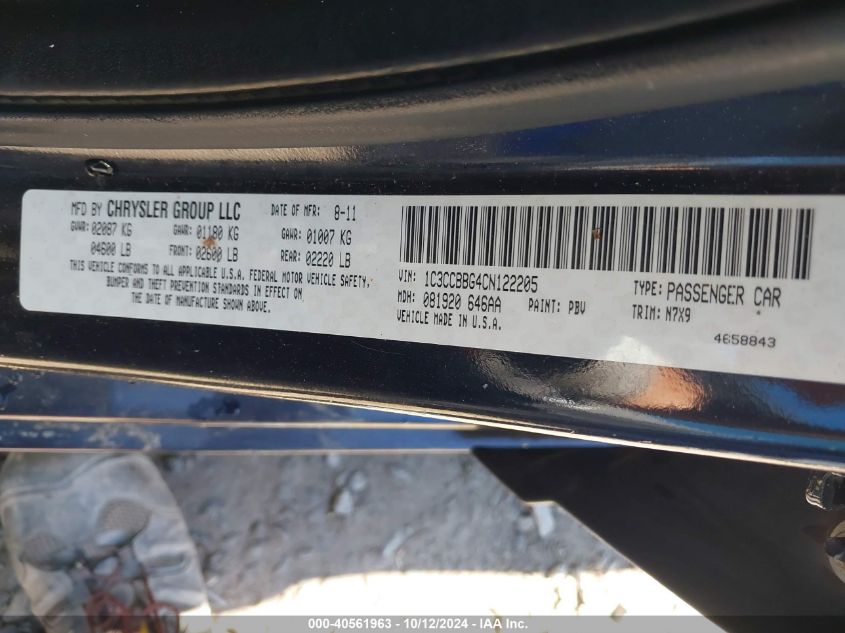 MFD BY CHRYSLER GROUP LLC DATE OF MFR: 8-11
GVWR: 02087 KG GAWR: 01180 KG GAWR: 01007 KG
04600 LB FRONT: 02600 LB REAR: 02220 LB
THIS VEHICLE CONFORMS TO ALL APPLICABLE U.S.A. FEDERAL MOTOR VEHICLE SAFETY,
BUMPER AND THEFT PREVENTION STANDARDS IN EFFECT ON
THE DATE OF MANUFACTURE SHOWN ABOVE.
VIN: 1C3CCBBG4CN122205 TYPE: PASSENGER CAR
MDH: 081920 646AA PAINT: PBV TRIM: N7X9
VEHICLE MADE IN U.S.A. 4658843
000-40561963 - 10/12/2024 - IAA Inc.